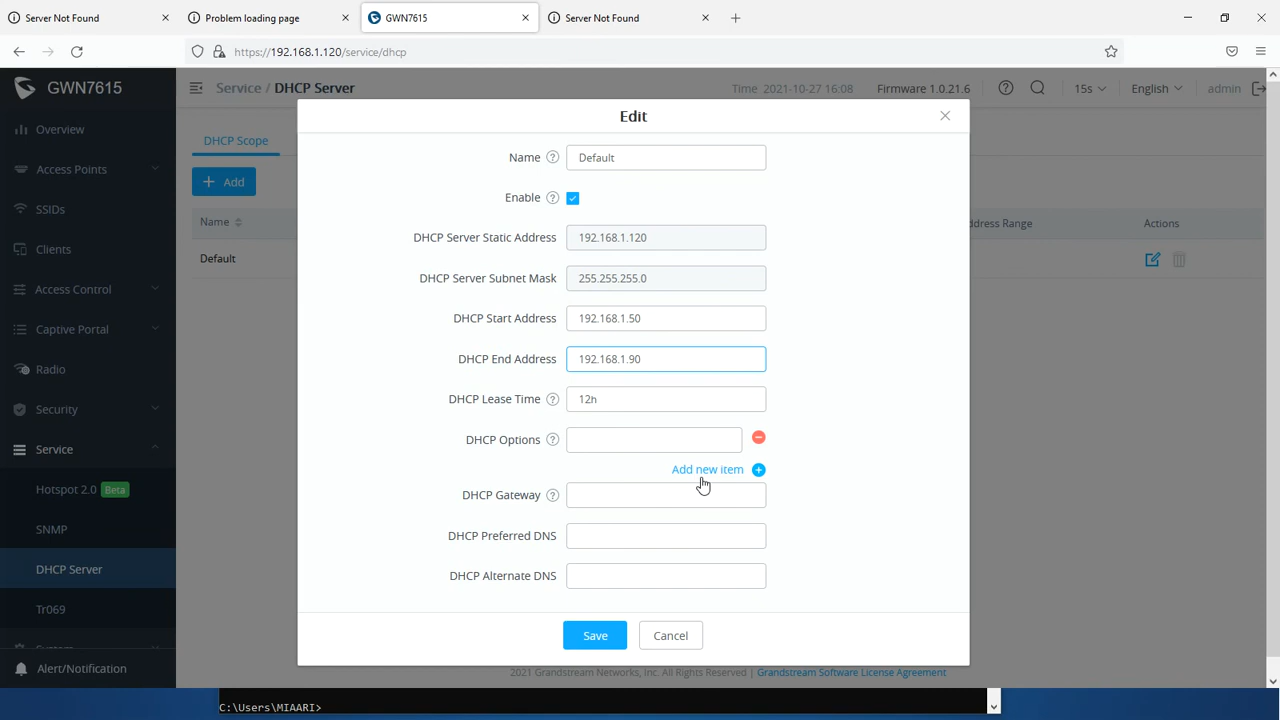 Server Not Found
Problem loading page
GWN7615
Server Not Found
https://192.168.1.120/service/dhcp
GWN7615
Service / DHCP Server
Time 2021-10-27 16:08
Firmware 1.0.21.6
15s
English
admin
Overview
Access Points
SSIDs
Clients
Access Control
Captive Portal
Radio
Security
Service
Hotspot 2.0 Beta
SNMP
DHCP Server
Tr069
Alert/Notification
DHCP Scope
Add
Name
Address Range
Actions
Default
Edit
Name Default
Enable
DHCP Server Static Address 192.168.1.120
DHCP Server Subnet Mask 255.255.255.0
DHCP Start Address 192.168.1.50
DHCP End Address 192.168.1.90
DHCP Lease Time 12h
DHCP Options
Add new item
DHCP Gateway
DHCP Preferred DNS
DHCP Alternate DNS
Save
Cancel
2021 Grandstream Networks, Inc. All Rights Reserved | Grandstream Software License Agreement
C:\Users\MIAARI>